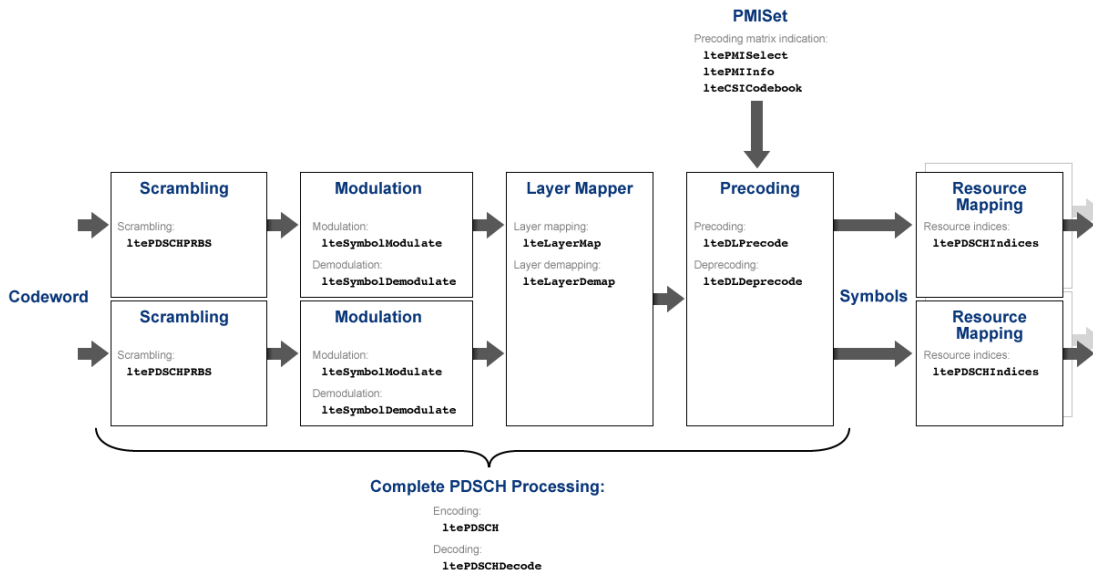 PMISet
Precoding matrix indication:
ltePMISelect
ltePMIInfo
lteCSICodebook
Codeword
Scrambling
Scrambling:
ltePDSCHPRBS
Modulation
Modulation:
lteSymbolModulate
Demodulation:
lteSymbolDemodulate
Scrambling
Scrambling:
ltePDSCHPRBS
Modulation
Modulation:
lteSymbolModulate
Demodulation:
lteSymbolDemodulate
Layer Mapper
Layer mapping:
lteLayerMap
Layer demapping:
lteLayerDemap
Precoding
Precoding:
lteDLPrecode
Deprecoding:
lteDLDeprecode
Symbols
Resource
Mapping
Resource indices:
ltePDSCHIndices
Resource
Mapping
Resource indices:
ltePDSCHIndices
Complete PDSCH Processing:
Encoding:
ltePDSCH
Decoding:
ltePDSCHDecode